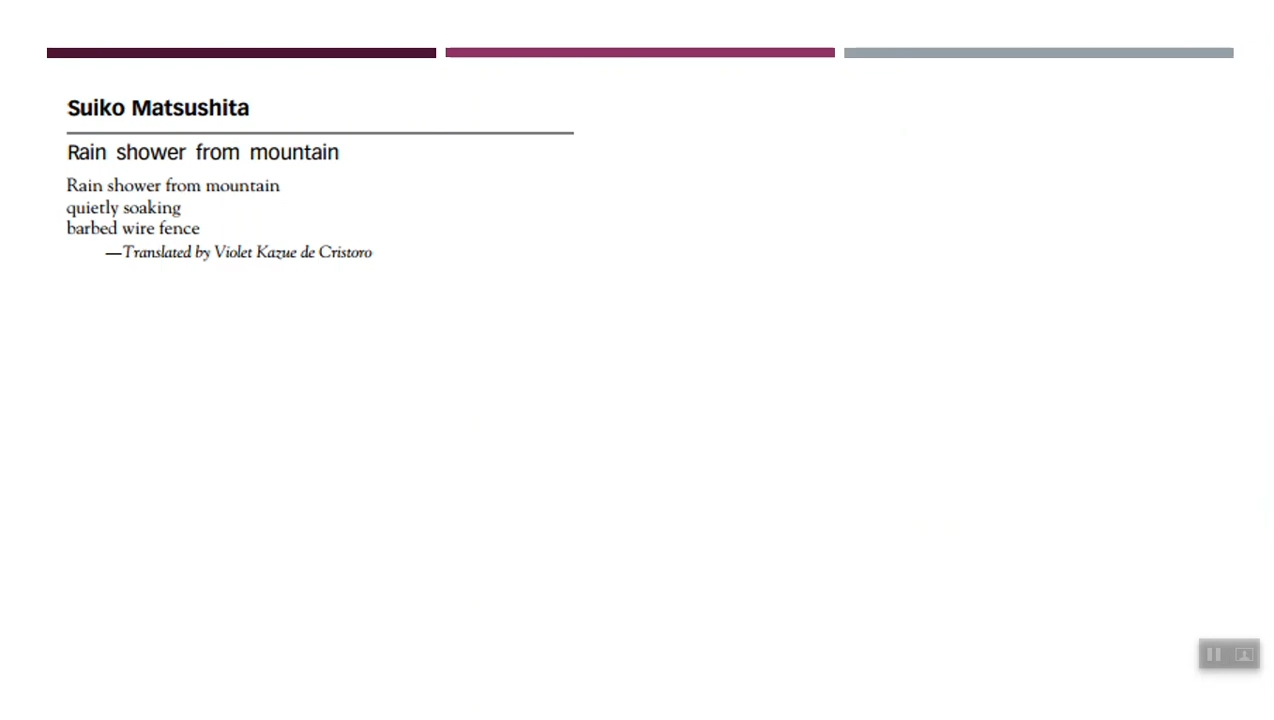 Suiko Matsushita
Rain shower from mountain
Rain shower from mountain
quietly soaking
barbed wire fence
—Translated by Violet Kazue de Cristoro